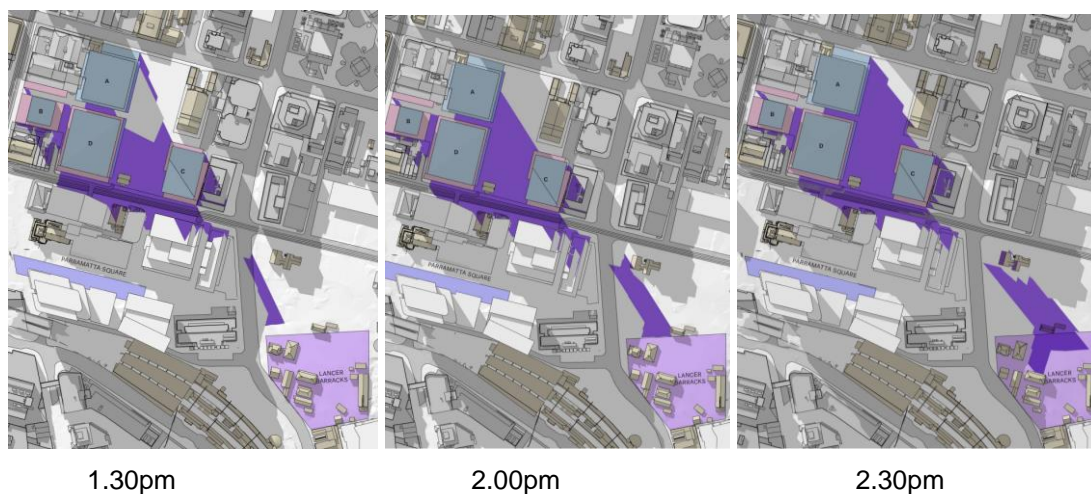 A
B
D
C
PARRAMATTA SQUARE
LANCER
BARRACKS
A
B
D
C
PARRAMATTA SQUARE
LANCER
BARRACKS
A
B
D
C
PARRAMATTA SQUARE
LANCER
BARRACKS
1.30pm 2.00pm 2.30pm